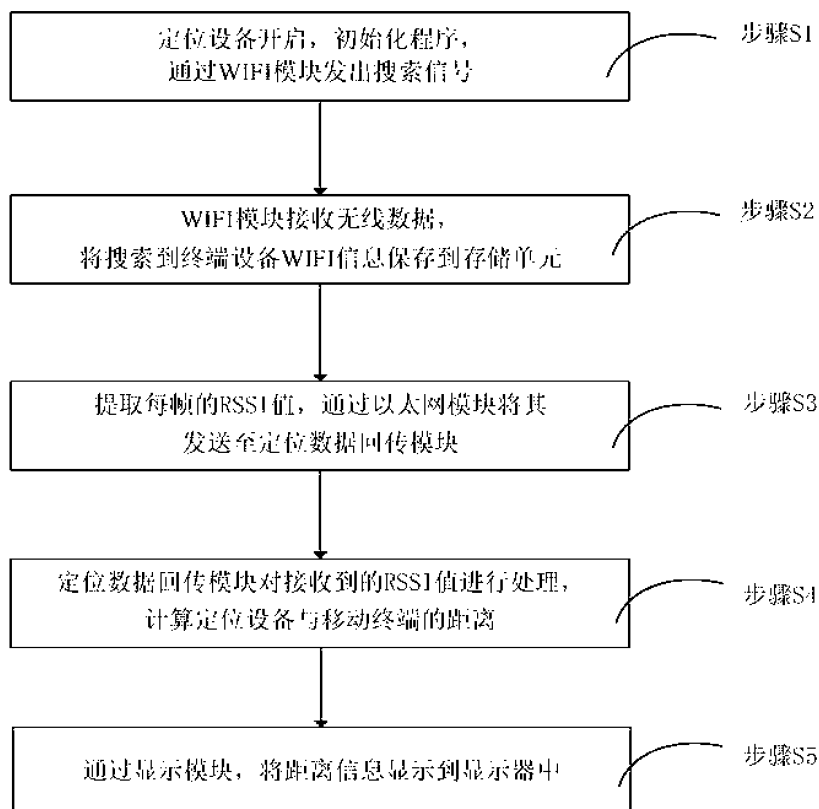 定位设备开启，初始化程序，
通过WIFI模块发出搜索信号
步骤S1
WIFI模块接收无线数据，
将搜索到终端设备WIFI信息保存到存储单元
步骤S2
提取每帧的RSSI值，通过以太网模块将其
发送至定位数据回传模块
步骤S3
定位数据回传模块对接收到的RSSI值进行处理，
计算定位设备与移动终端的距离
步骤S4
通过显示模块，将距离信息显示到显示器中
步骤S5